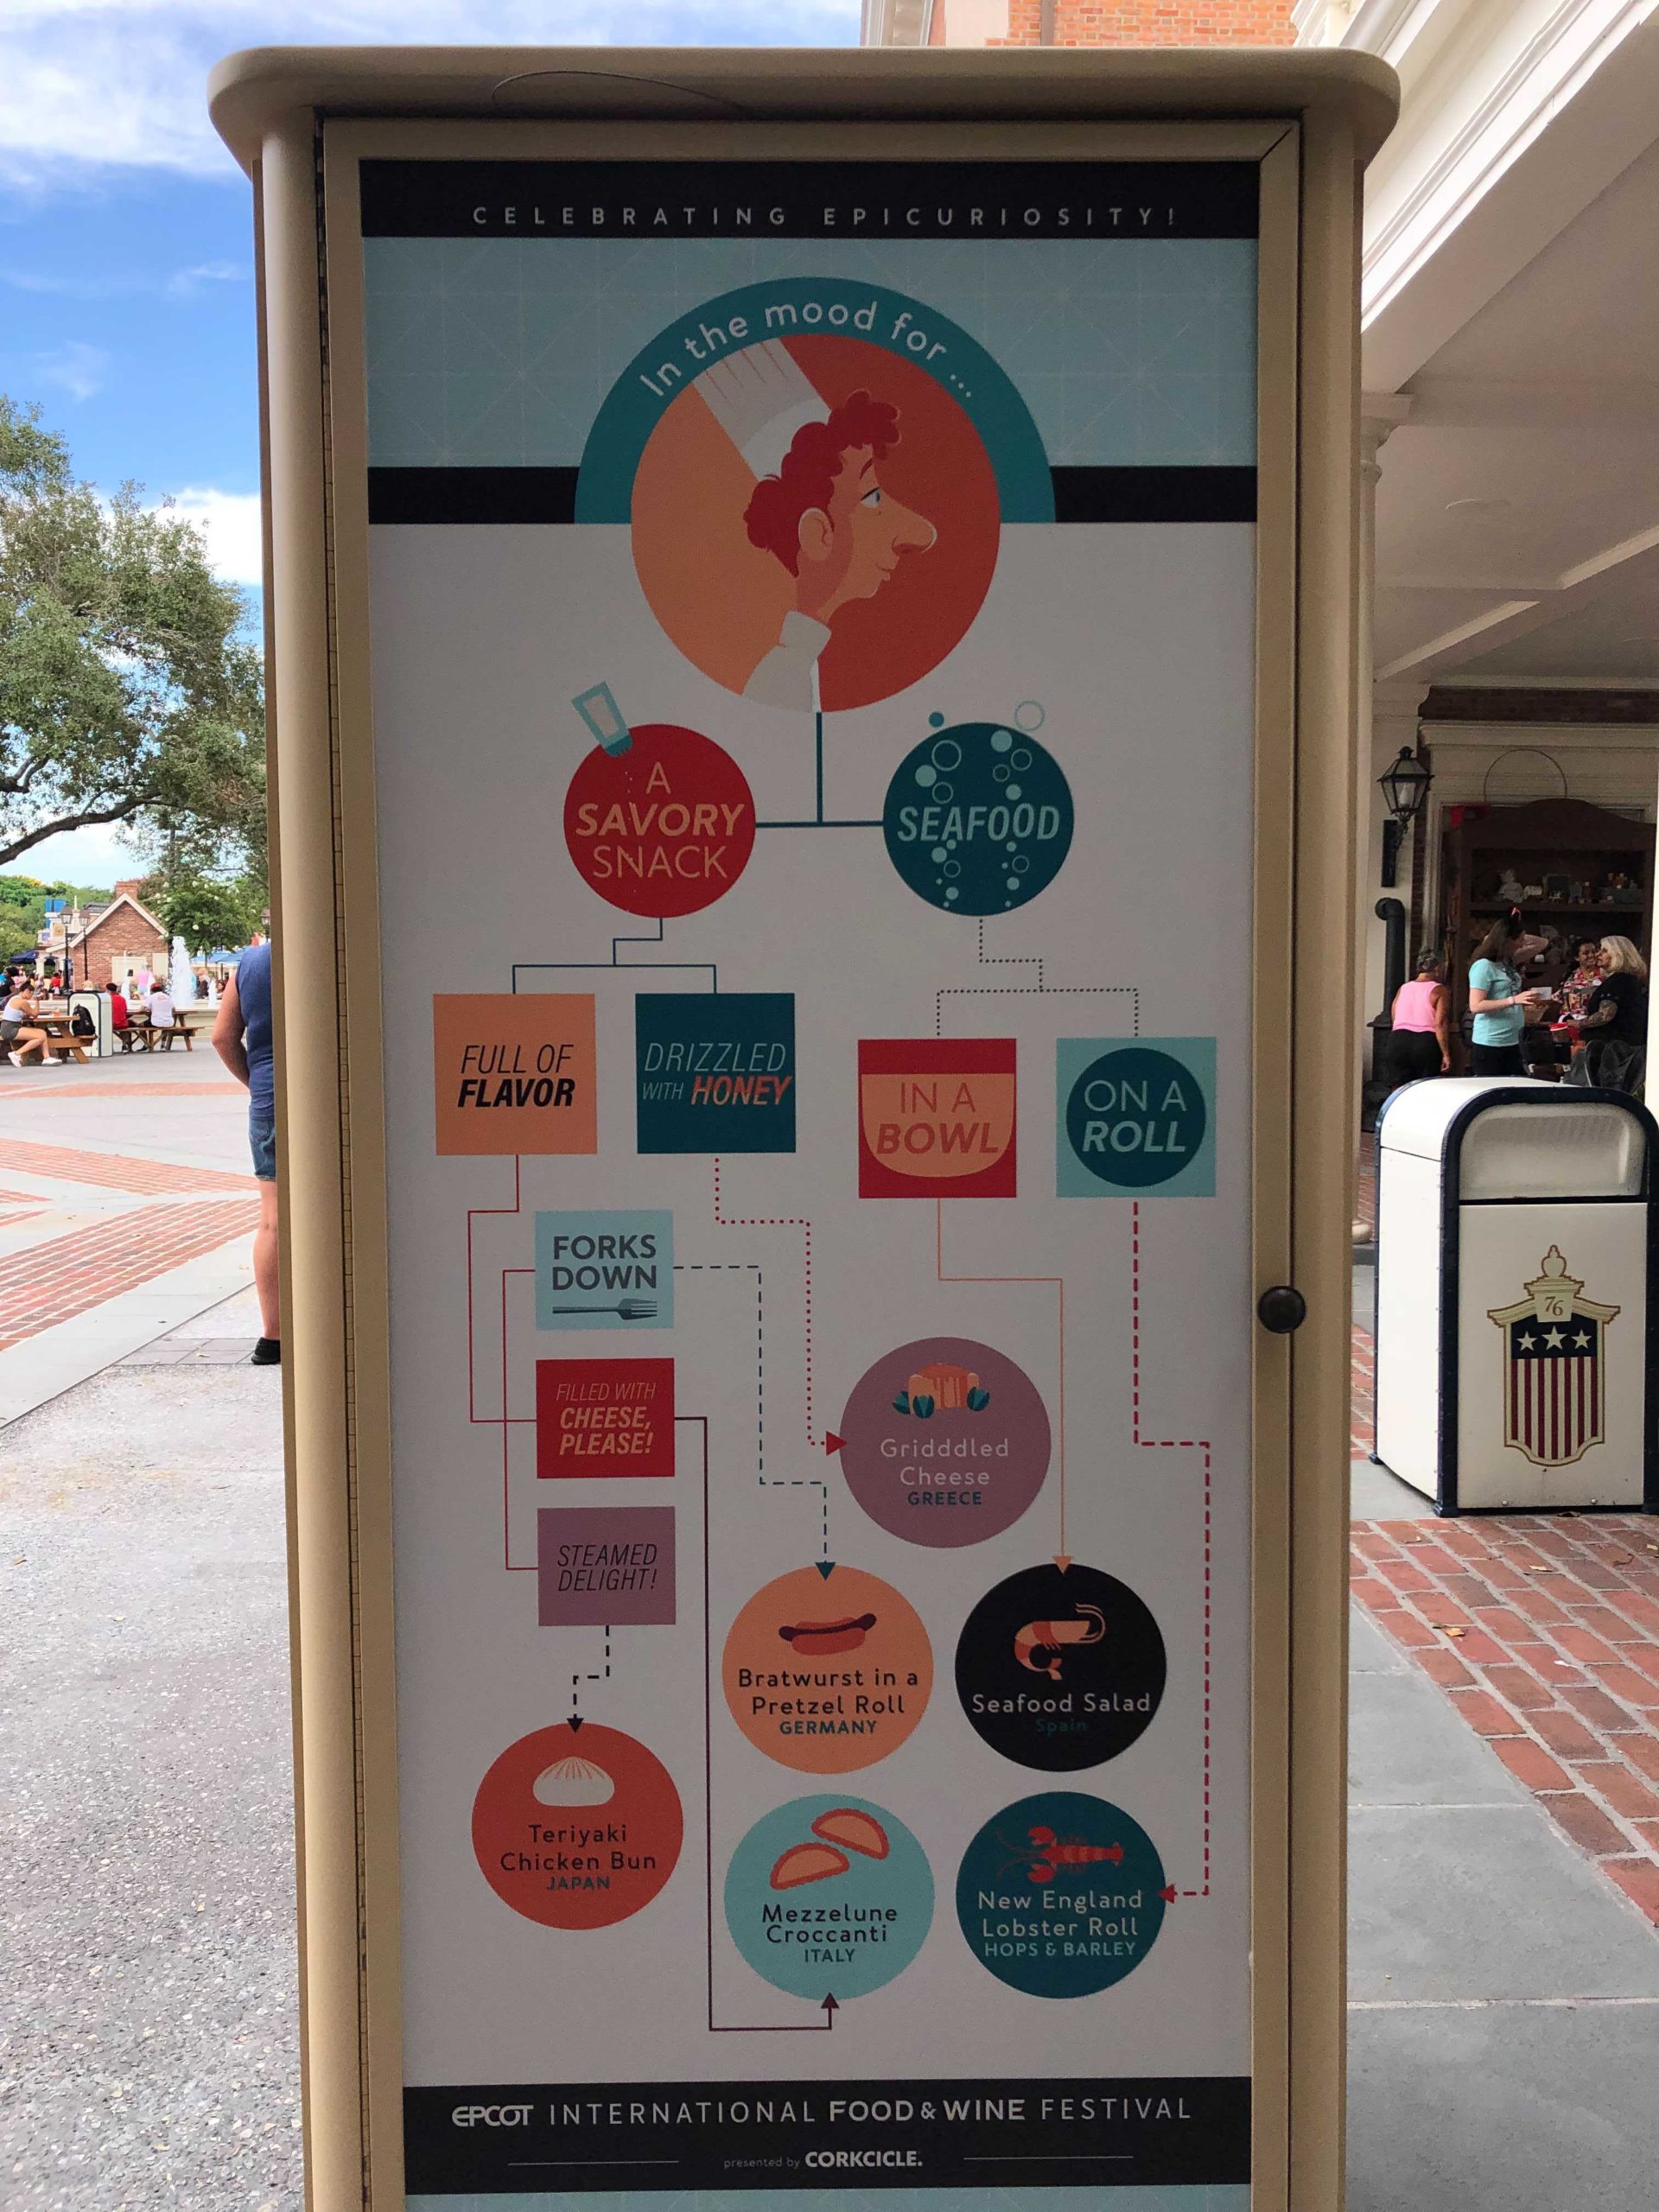 CELEBRATING EPICURIOSITY!
In the mood for ...
A
SAVORY
SNACK
SEAFOOD
FULL OF
FLAVOR
DRIZZLED
WITH HONEY
IN A
BOWL
ON A
ROLL
FORKS
DOWN
FILLED WITH
CHEESE,
PLEASE!
STEAMED
DELIGHT!
Gridddled
Cheese
GREECE
Bratwurst in a
Pretzel Roll
GERMANY
Seafood Salad
Spain
Teriyaki
Chicken Bun
JAPAN
Mezzelune
Croccanti
ITALY
New England
Lobster Roll
HOPS & BARLEY
EPCOT INTERNATIONAL FOOD & WINE FESTIVAL
presented by CORKCICLE.
76